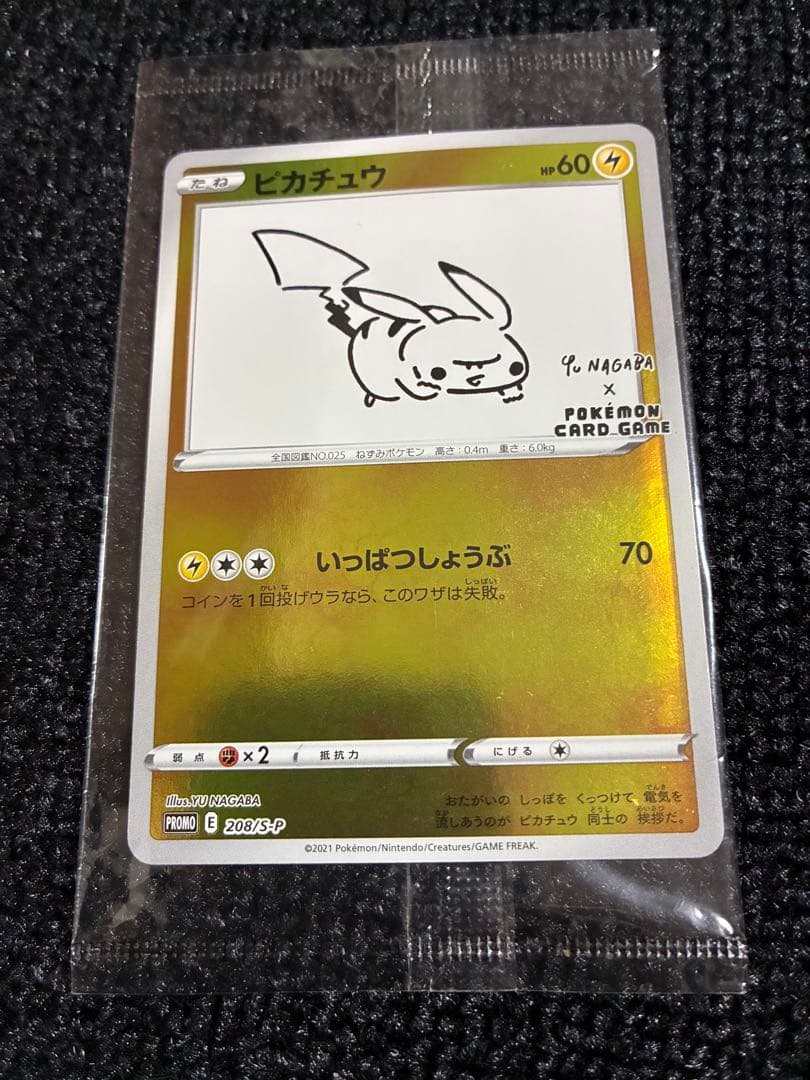 たね ピカチュウ HP60
Yu NAGABA
×
POKÉMON
CARD GAME
全国図鑑NO.025 ねずみポケモン 高さ:0.4m 重さ:6.0kg
いっぱつしょうぶ 70
コインを1回投げウラなら、このワザは失敗。
弱点 ×2 抵抗力 にげる
Illus.YU NAGABA
おたがいの しっぽを くっつけて 電気を
流しあうのが ピカチュウ 同士の 挨拶だ。
PROMO E 208/S-P
©2021 Pokémon/Nintendo/Creatures/GAME FREAK.